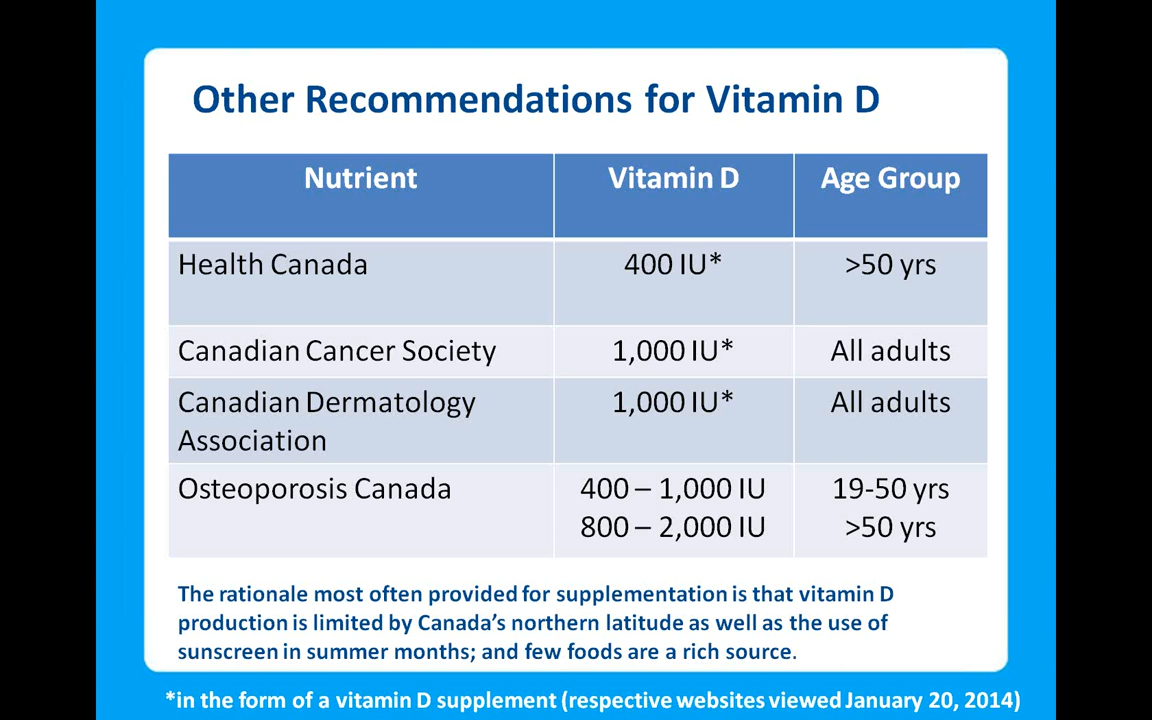 Other Recommendations for Vitamin D
Nutrient Vitamin D Age Group
Health Canada 400 IU* >50 yrs
Canadian Cancer Society 1,000 IU* All adults
Canadian Dermatology 1,000 IU* All adults
Association
Osteoporosis Canada 400 – 1,000 IU 19-50 yrs
800 – 2,000 IU >50 yrs
The rationale most often provided for supplementation is that vitamin D
production is limited by Canada’s northern latitude as well as the use of
sunscreen in summer months; and few foods are a rich source.
*in the form of a vitamin D supplement (respective websites viewed January 20, 2014)